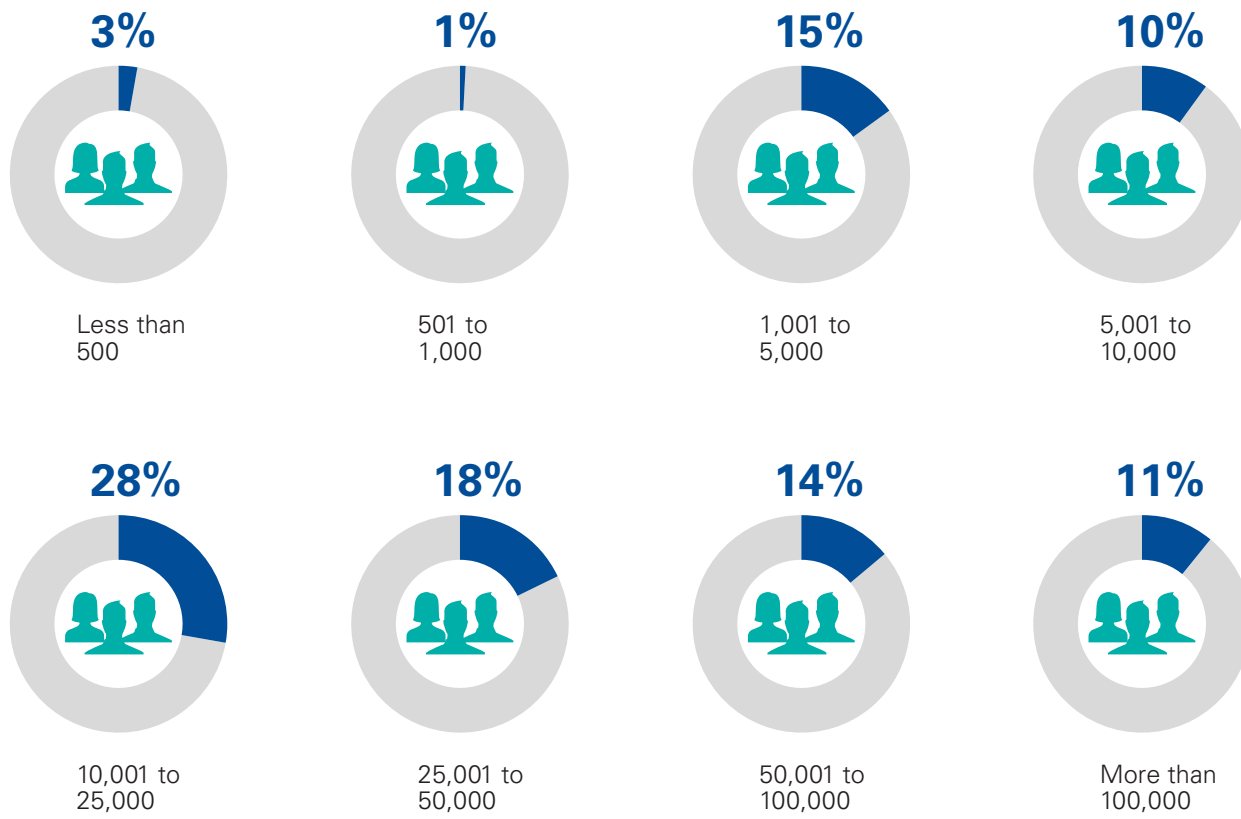 3%
1%
15%
10%
Less than
500
501 to
1,000
1,001 to
5,000
5,001 to
10,000
28%
18%
14%
11%
10,001 to
25,000
25,001 to
50,000
50,001 to
100,000
More than
100,000